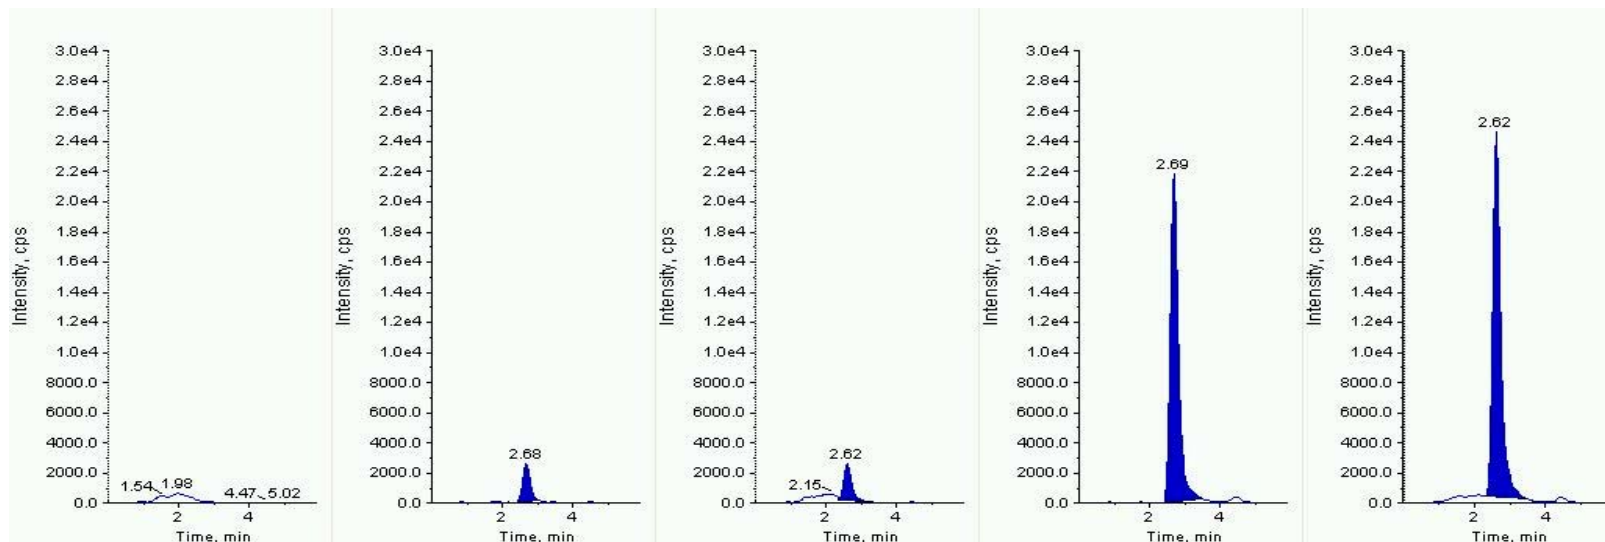 3.0e4
2.8e4
2.6e4
2.4e4
2.2e4
2.0e4
1.8e4
1.6e4
1.4e4
1.2e4
1.0e4
8000.0
6000.0
4000.0
2000.0
0.0
Intensity, cps
1.54
1.98
4.47
5.02
2 4
Time, min
3.0e4
2.8e4
2.6e4
2.4e4
2.2e4
2.0e4
1.8e4
1.6e4
1.4e4
1.2e4
1.0e4
8000.0
6000.0
4000.0
2000.0
0.0
Intensity, cps
2.68
2 4
Time, min
3.0e4
2.8e4
2.6e4
2.4e4
2.2e4
2.0e4
1.8e4
1.6e4
1.4e4
1.2e4
1.0e4
8000.0
6000.0
4000.0
2000.0
0.0
Intensity, cps
2.62
2.15
2 4
Time, min
3.0e4
2.8e4
2.6e4
2.4e4
2.2e4
2.0e4
1.8e4
1.6e4
1.4e4
1.2e4
1.0e4
8000.0
6000.0
4000.0
2000.0
0.0
Intensity, cps
2.69
2 4
Time, min
3.0e4
2.8e4
2.6e4
2.4e4
2.2e4
2.0e4
1.8e4
1.6e4
1.4e4
1.2e4
1.0e4
8000.0
6000.0
4000.0
2000.0
0.0
Intensity, cps
2.62
2 4
Time, min